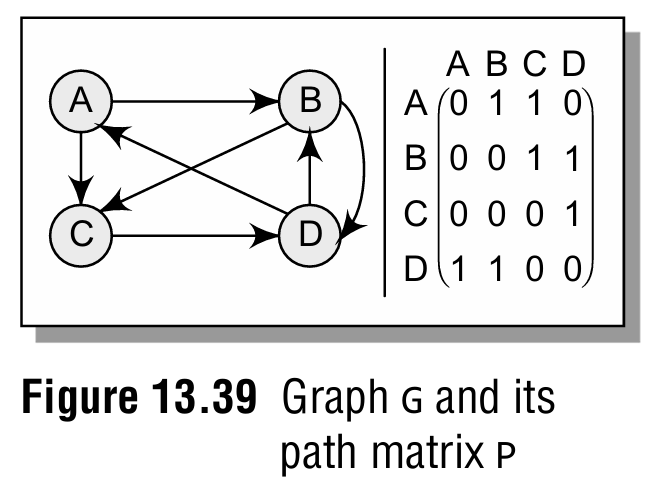 A B C D
A B A 0 1 1 0
B 0 0 1 1
C D C 0 0 0 1
D 1 1 0 0
Figure 13.39 Graph G and its
path matrix P